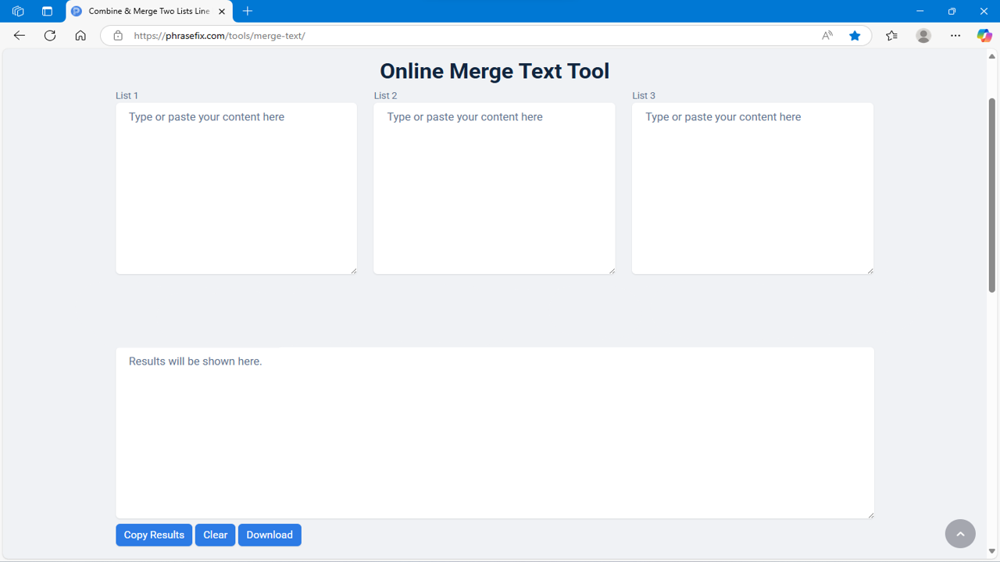 Combine & Merge Two Lists Line
https://phrasefix.com/tools/merge-text/
Online Merge Text Tool
List 1
List 2
List 3
Type or paste your content here
Type or paste your content here
Type or paste your content here
Results will be shown here.
Copy Results
Clear
Download